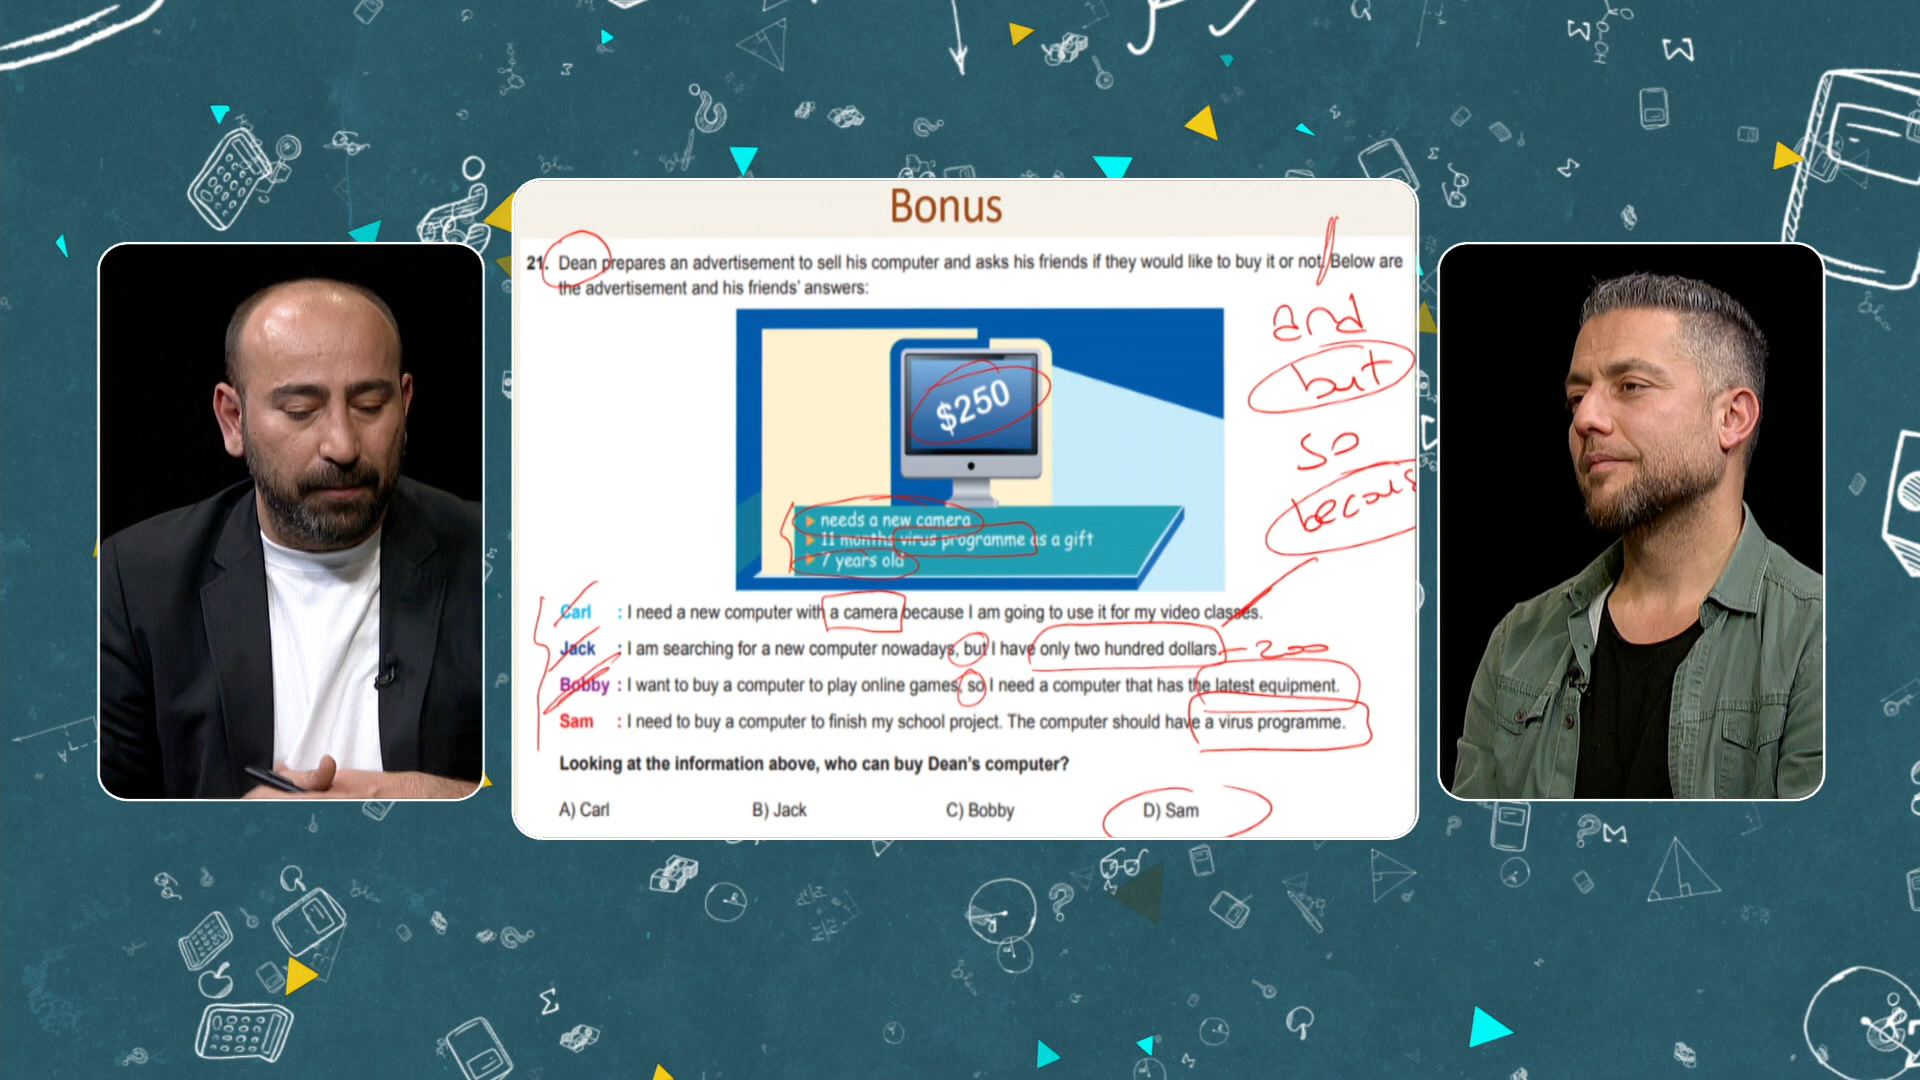 Bonus
21. Dean prepares an advertisement to sell his computer and asks his friends if they would like to buy it or not. Below are
the advertisement and his friends' answers:
and
but
so
becaus
$250
needs a new camera
11 months virus programme as a gift
7 years old
Carl : I need a new computer with a camera because I am going to use it for my video classes.
Jack : I am searching for a new computer nowadays, but I have only two hundred dollars. - 200
Bobby : I want to buy a computer to play online games, so I need a computer that has the latest equipment.
Sam : I need to buy a computer to finish my school project. The computer should have a virus programme.
Looking at the information above, who can buy Dean's computer?
A) Carl B) Jack C) Bobby D) Sam